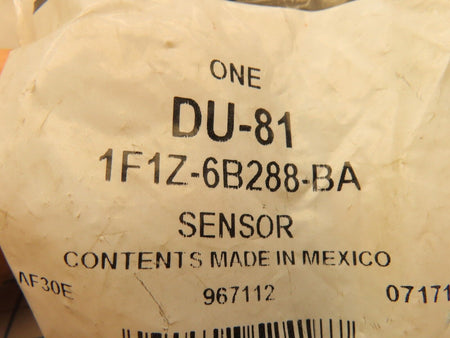 ONE
DU-81
1F1Z-6B288-BA
SENSOR
CONTENTS MADE IN MEXICO
AF30E 967112 07171